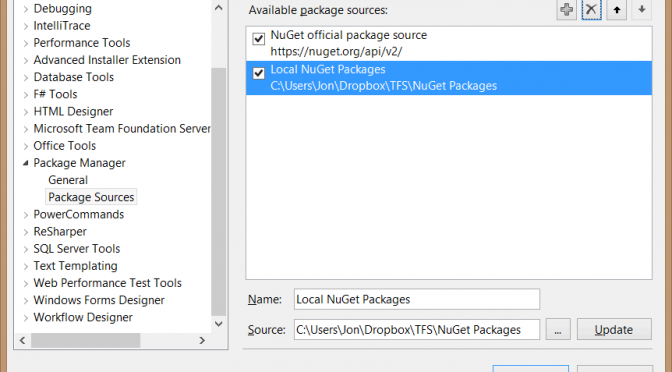 Debugging
IntelliTrace
Performance Tools
Advanced Installer Extension
Database Tools
F# Tools
HTML Designer
Microsoft Team Foundation Server
Office Tools
Package Manager
General
Package Sources
PowerCommands
ReSharper
SQL Server Tools
Text Templating
Web Performance Test Tools
Windows Forms Designer
Workflow Designer
Available package sources:
NuGet official package source
https://nuget.org/api/v2/
Local NuGet Packages
C:\Users\Jon\Dropbox\TFS\NuGet Packages
Name: Local NuGet Packages
Source: C:\Users\Jon\Dropbox\TFS\NuGet Packages ... Update